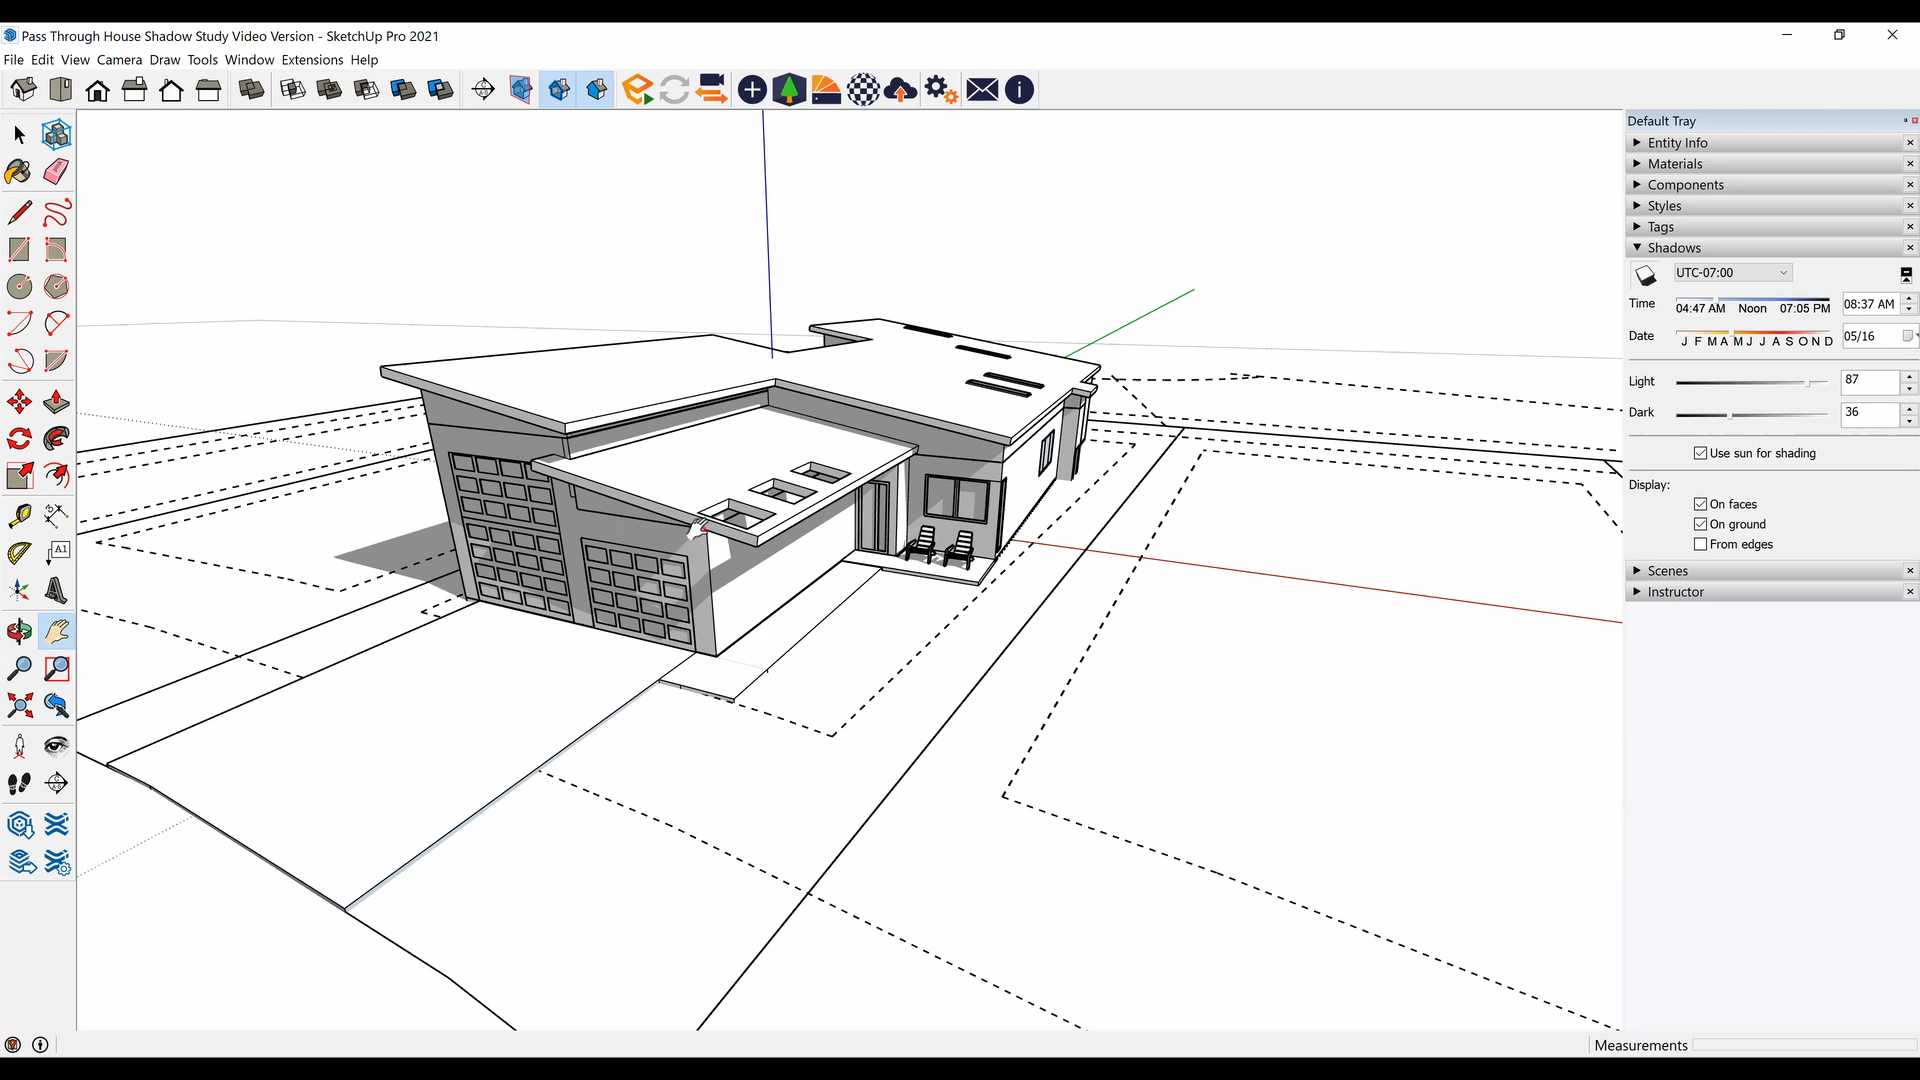 Pass Through House Shadow Study Video Version - SketchUp Pro 2021
File Edit View Camera Draw Tools Window Extensions Help
Default Tray
Entity Info
Materials
Components
Styles
Tags
Shadows
UTC-07:00
Time
04:47 AM Noon 07:05 PM
08:37 AM
Date
J F M A M J J A S O N D
05/16
Light
87
Dark
36
Use sun for shading
Display:
On faces
On ground
From edges
Scenes
Instructor
A1
Measurements